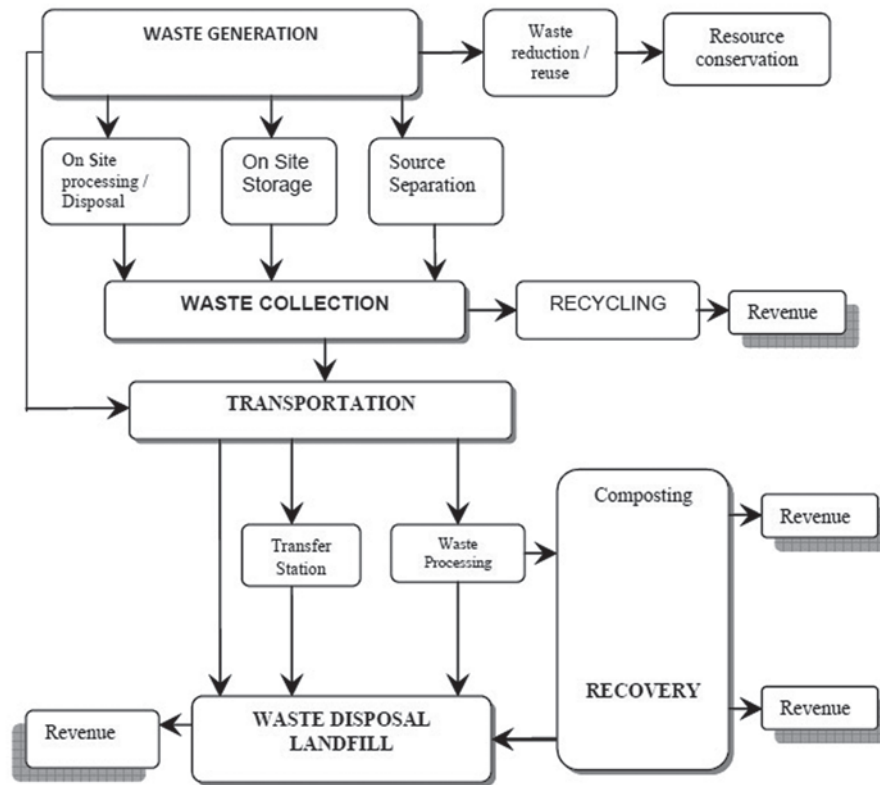 WASTE GENERATION
Waste
reduction /
reuse
Resource
conservation
On Site
processing /
Disposal
On Site
Storage
Source
Separation
WASTE COLLECTION
RECYCLING
Revenue
TRANSPORTATION
Transfer
Station
Waste
Processing
Composting
Revenue
RECOVERY
Revenue
WASTE DISPOSAL
LANDFILL
Revenue